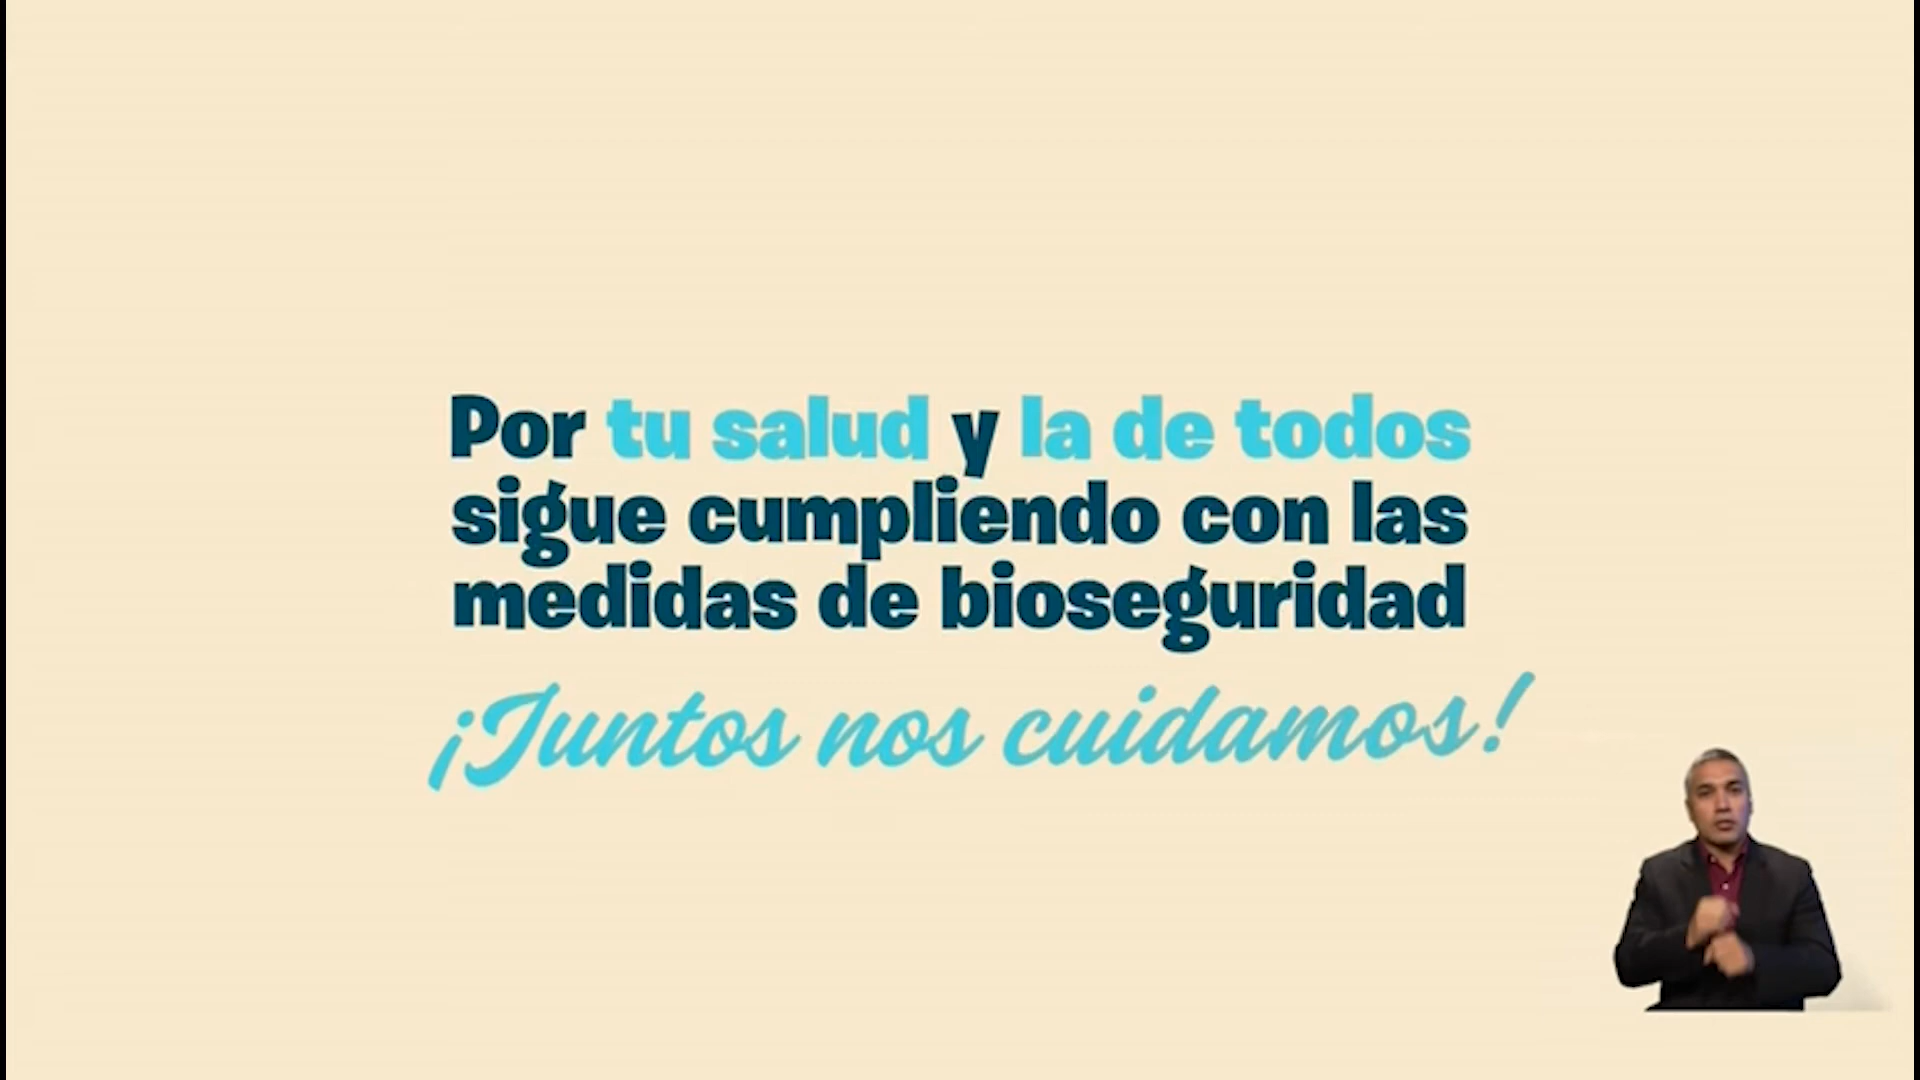 Por tu salud y la de todos
sigue cumpliendo con las
medidas de bioseguridad
¡Juntos nos cuidamos!